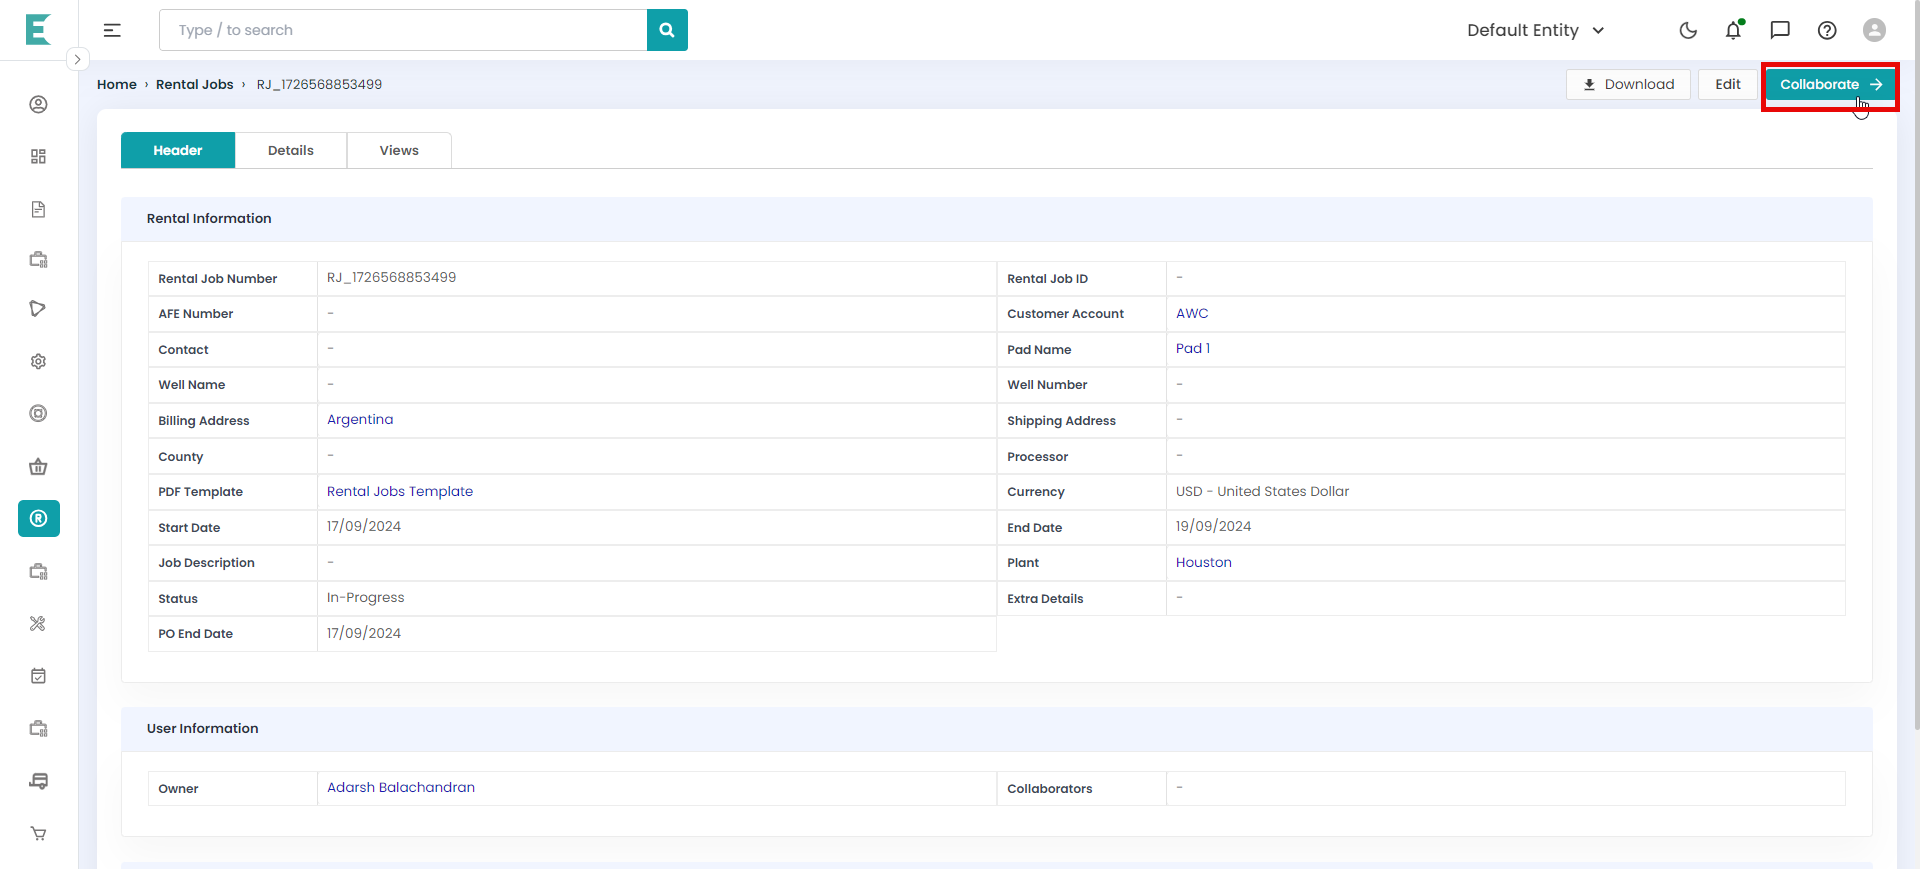 E
Type / to search
Default Entity
Home › Rental Jobs › RJ_1726568853499
Download
Edit
Collaborate →
Header
Details
Views
Rental Information
Rental Job Number RJ_1726568853499 Rental Job ID -
AFE Number - Customer Account AWC
Contact - Pad Name Pad 1
Well Name - Well Number -
Billing Address Argentina Shipping Address -
County - Processor -
PDF Template Rental Jobs Template Currency USD - United States Dollar
Start Date 17/09/2024 End Date 19/09/2024
Job Description - Plant Houston
Status In-Progress Extra Details -
PO End Date 17/09/2024
User Information
Owner Adarsh Balachandran Collaborators -